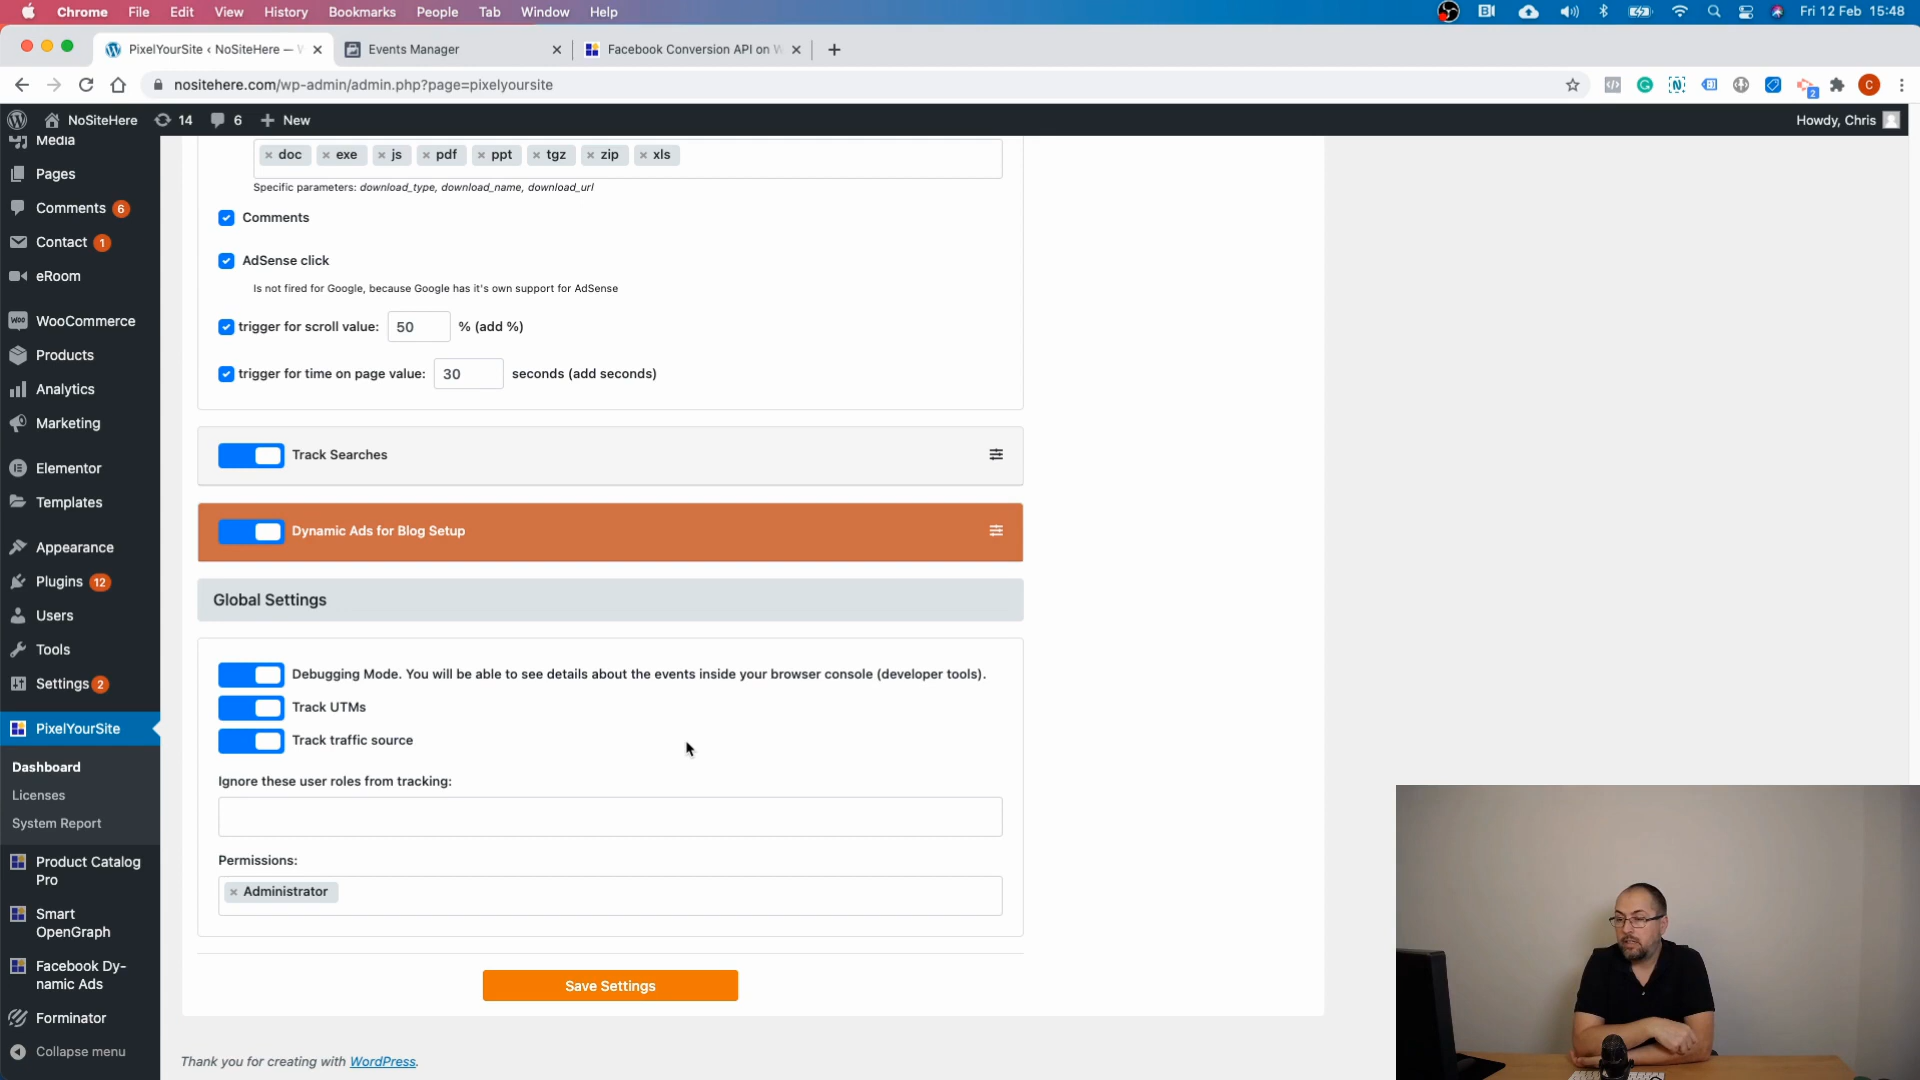 Chrome File Edit View History Bookmarks People Tab Window Help Fri 12 Feb 15:48
PixelYourSite ‹ NoSiteHere — Events Manager Facebook Conversion API on
nositehere.com/wp-admin/admin.php?page=pixelyoursite 2 C
NoSiteHere 14 6 New Howdy, Chris
Media
Pages
Comments 6
Contact 1
eRoom
WooCommerce
Products
Analytics
Marketing
Elementor
Templates
Appearance
Plugins 12
Users
Tools
Settings 2
PixelYourSite
Dashboard
Licenses
System Report
Product Catalog
Pro
Smart
OpenGraph
Facebook Dy-
namic Ads
Forminator
Collapse menu
× doc × exe × js × pdf × ppt × tgz × zip × xls
Specific parameters: download_type, download_name, download_url
Comments
AdSense click
Is not fired for Google, because Google has it's own support for AdSense
trigger for scroll value: 50 % (add %)
trigger for time on page value: 30 seconds (add seconds)
Track Searches
Dynamic Ads for Blog Setup
Global Settings
Debugging Mode. You will be able to see details about the events inside your browser console (developer tools).
Track UTMs
Track traffic source
Ignore these user roles from tracking:
Permissions:
× Administrator
Save Settings
Thank you for creating with WordPress.